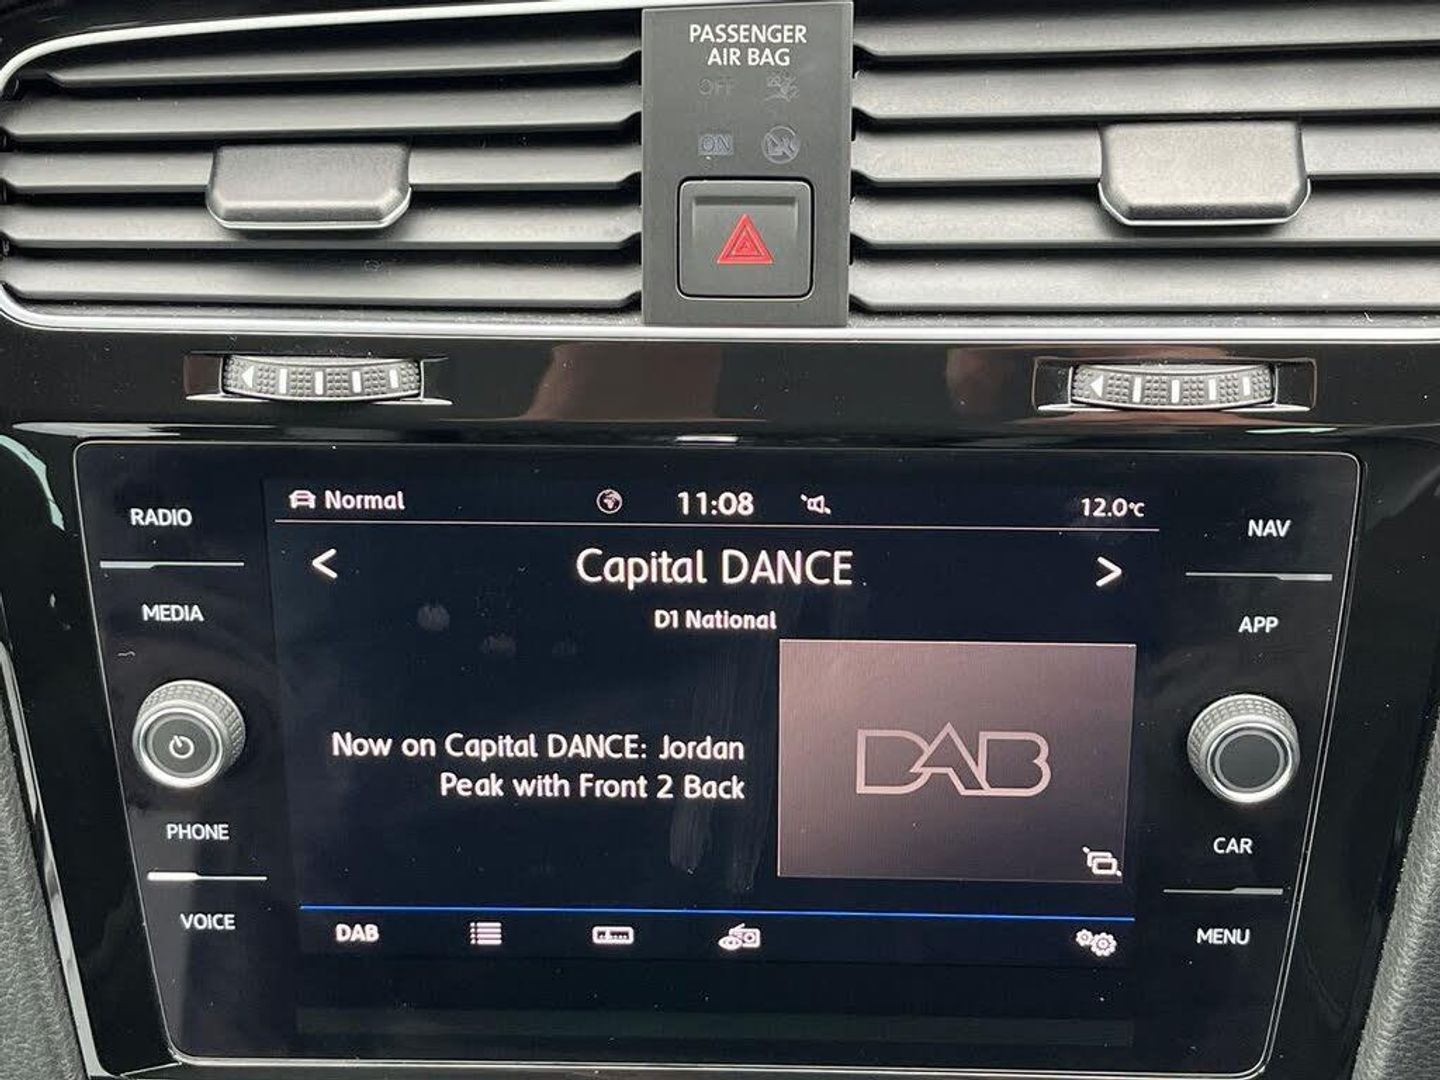 PASSENGER
AIR BAG
OFF
ON
RADIO
MEDIA
PHONE
VOICE
Normal
11:08
12.0°C
< Capital DANCE >
D1 National
Now on Capital DANCE: Jordan
Peak with Front 2 Back
DAB
DAB
NAV
APP
CAR
MENU